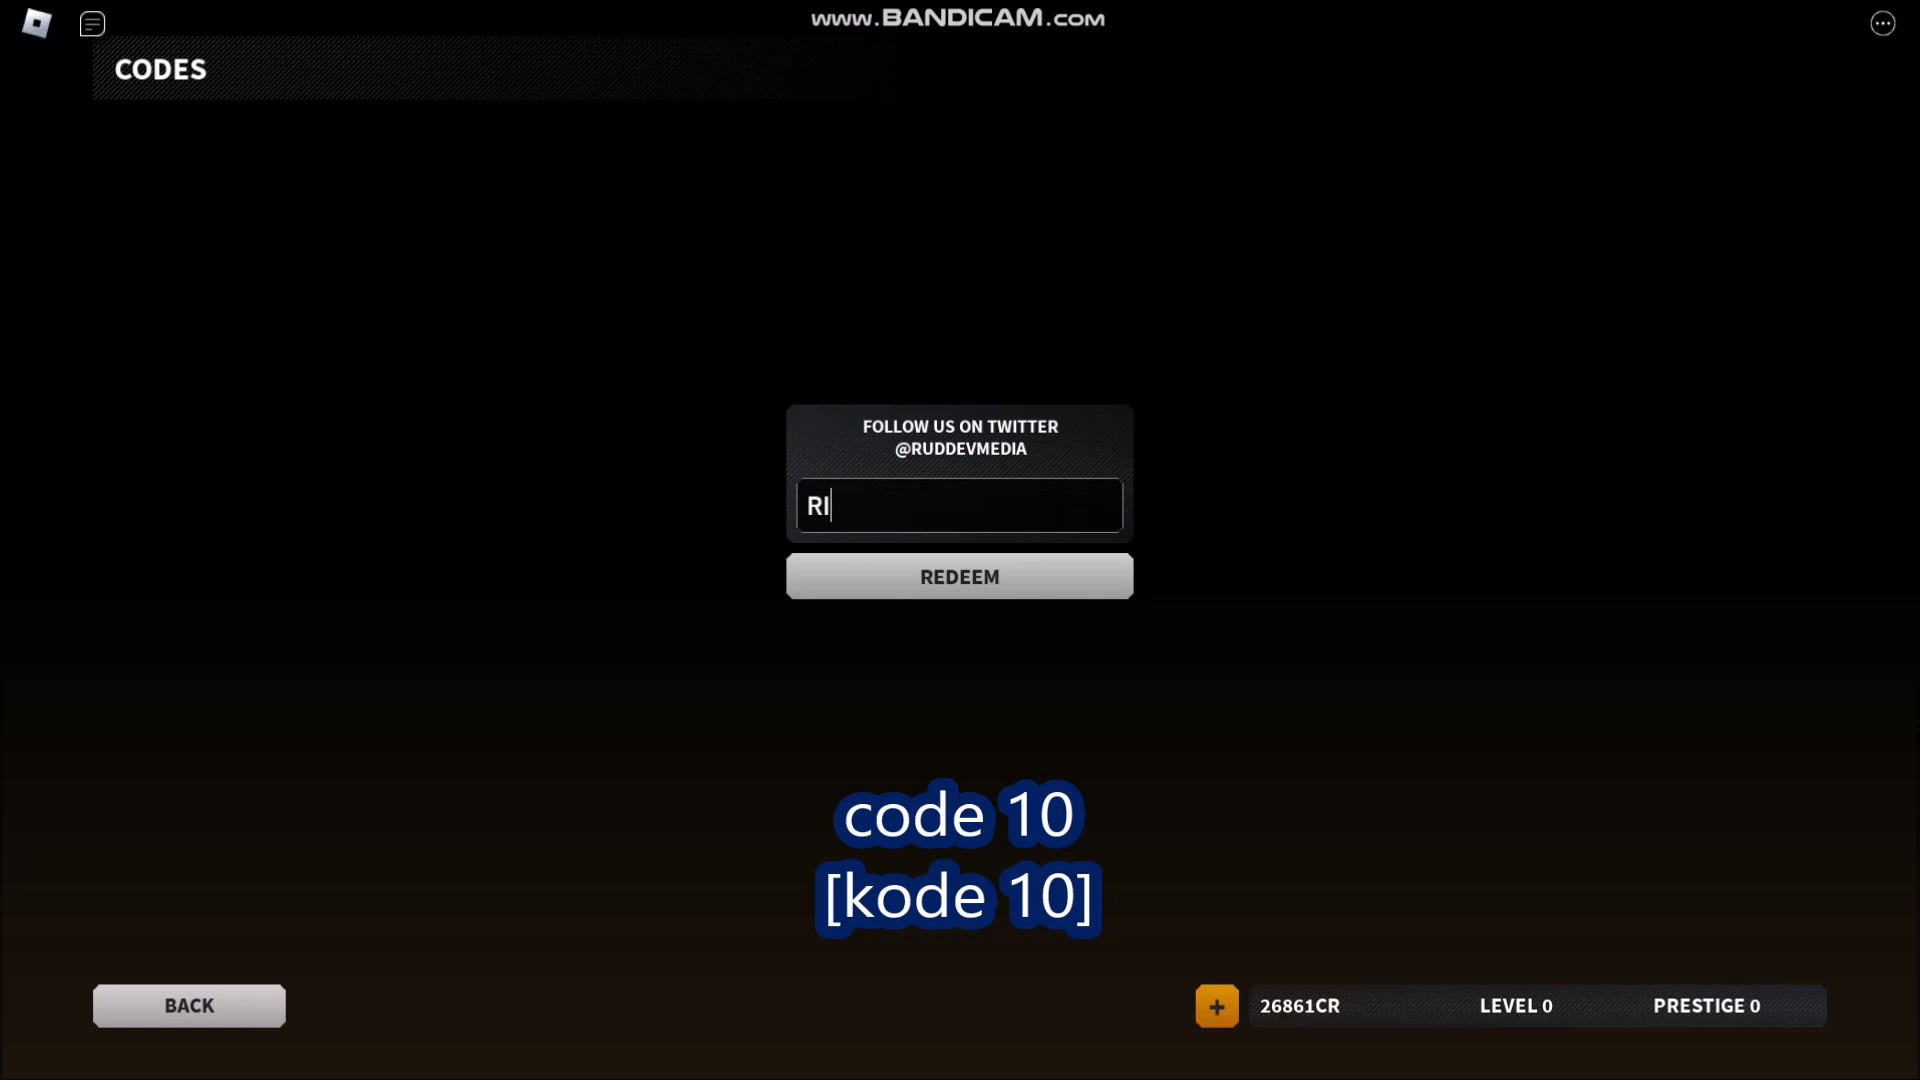 www.BANDICAM.com
CODES
FOLLOW US ON TWITTER
@RUDDEVMEDIA
RI
REDEEM
code 10
[kode 10]
BACK
+ 26861CR LEVEL 0 PRESTIGE 0